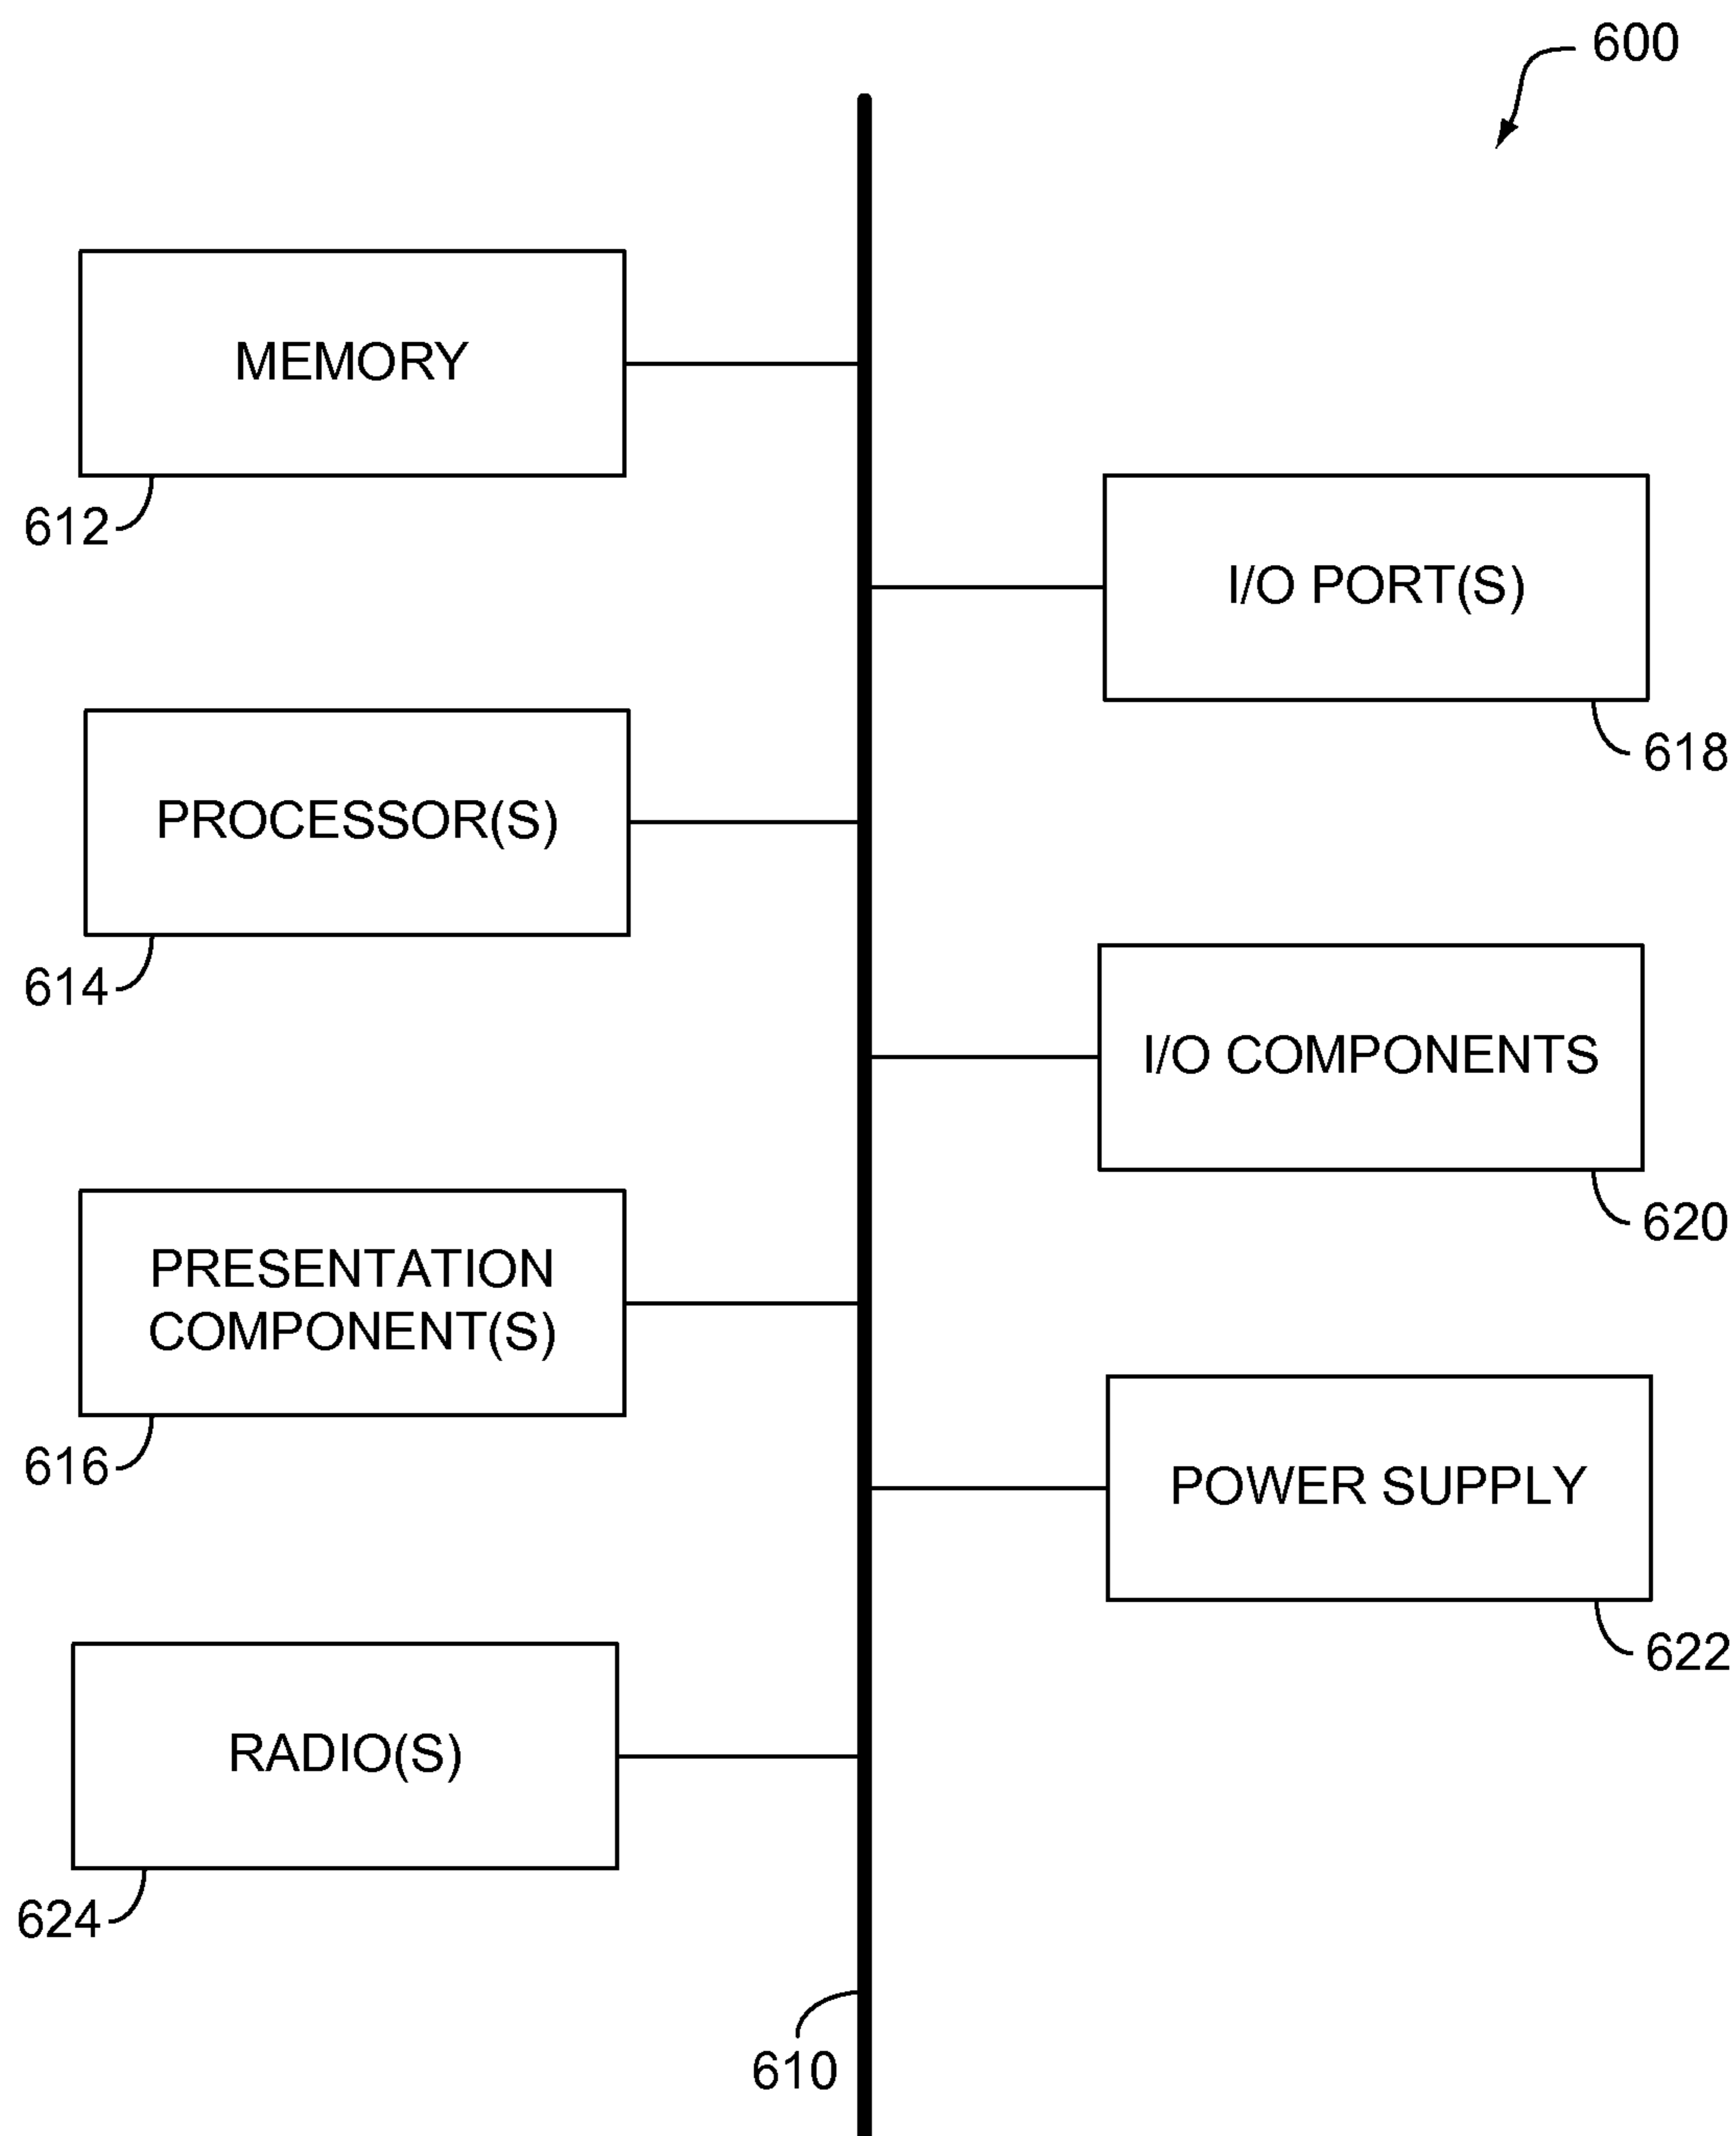 600
MEMORY
612
I/O PORT(S)
618
PROCESSOR(S)
614
I/O COMPONENTS
620
PRESENTATION
COMPONENT(S)
616
POWER SUPPLY
622
RADIO(S)
624
610